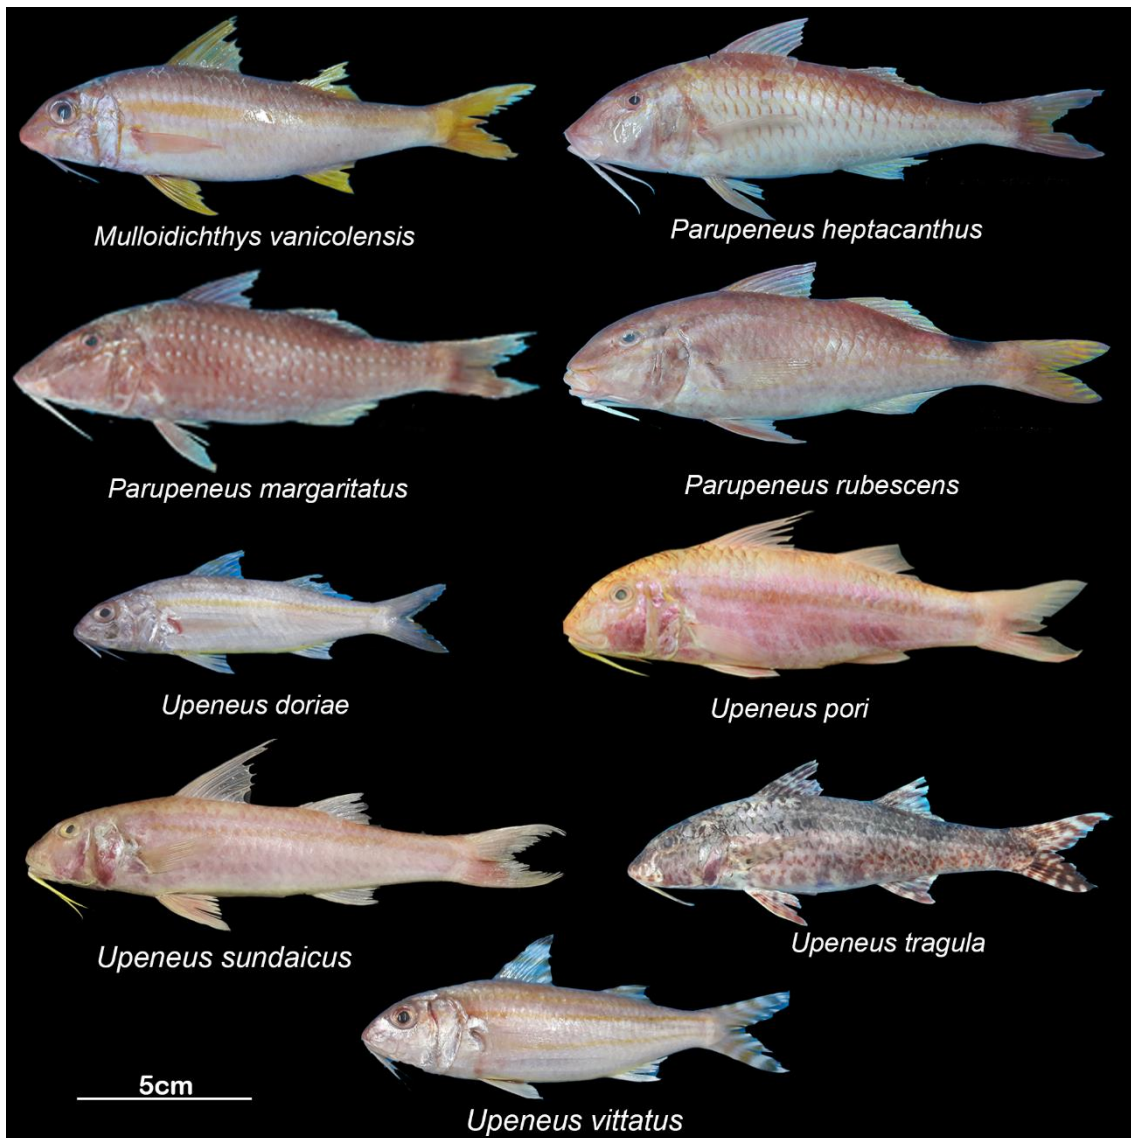 Mulloidichthys vanicolensis
Parupeneus heptacanthus
Parupeneus margaritatus
Parupeneus rubescens
Upeneus doriae
Upeneus pori
Upeneus sundaicus
Upeneus tragula
5cm
Upeneus vittatus